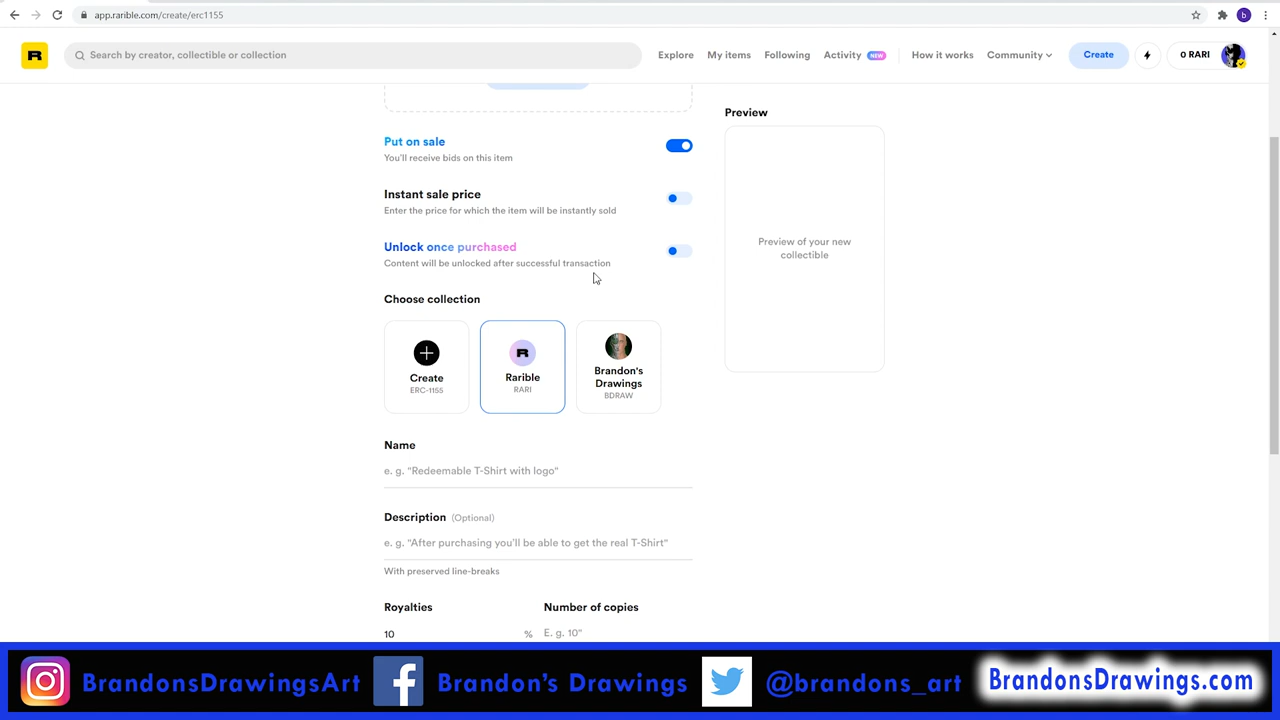 app.rarible.com/create/erc1155
b
R
Search by creator, collectible or collection
Explore
My items
Following
Activity NEW
How it works
Community
Create
0 RARI
Put on sale
You'll receive bids on this item
Instant sale price
Enter the price for which the item will be instantly sold
Unlock once purchased
Content will be unlocked after successful transaction
Choose collection
Create
ERC-1155
R
Rarible
RARI
Brandon's
Drawings
BDRAW
Name
e. g. "Redeemable T-Shirt with logo"
Description (Optional)
e. g. "After purchasing you'll be able to get the real T-Shirt"
With preserved line-breaks
Royalties
10 %
Number of copies
E. g. 10"
Preview
Preview of your new
collectible
BrandonsDrawingsArt
Brandon's Drawings
@brandons_art
BrandonsDrawings.com